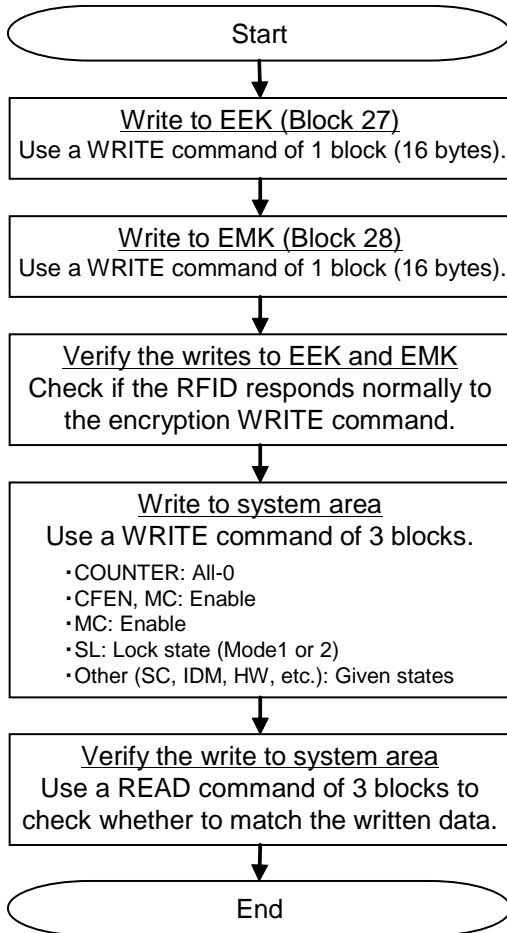 Start
Write to EEK (Block 27)
Use a WRITE command of 1 block (16 bytes).
Write to EMK (Block 28)
Use a WRITE command of 1 block (16 bytes).
Verify the writes to EEK and EMK
Check if the RFID responds normally to
the encryption WRITE command.
Write to system area
Use a WRITE command of 3 blocks.
・COUNTER: All-0
・CFEN, MC: Enable
・MC: Enable
・SL: Lock state (Mode1 or 2)
・Other (SC, IDM, HW, etc.): Given states
Verify the write to system area
Use a READ command of 3 blocks to
check whether to match the written data.
End